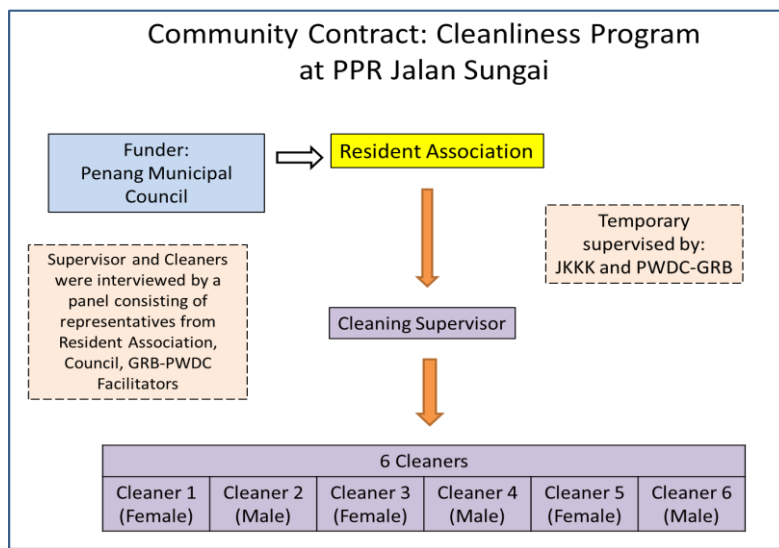 Community Contract: Cleanliness Program
at PPR Jalan Sungai
Funder:
Penang Municipal
Council
Resident Association
Temporary
supervised by:
JKKK and PWDC-GRB
Supervisor and Cleaners
were interviewed by a
panel consisting of
representatives from
Resident Association,
Council, GRB-PWDC
Facilitators
Cleaning Supervisor
6 Cleaners
Cleaner 1
(Female)
Cleaner 2
(Male)
Cleaner 3
(Female)
Cleaner 4
(Male)
Cleaner 5
(Female)
Cleaner 6
(Male)